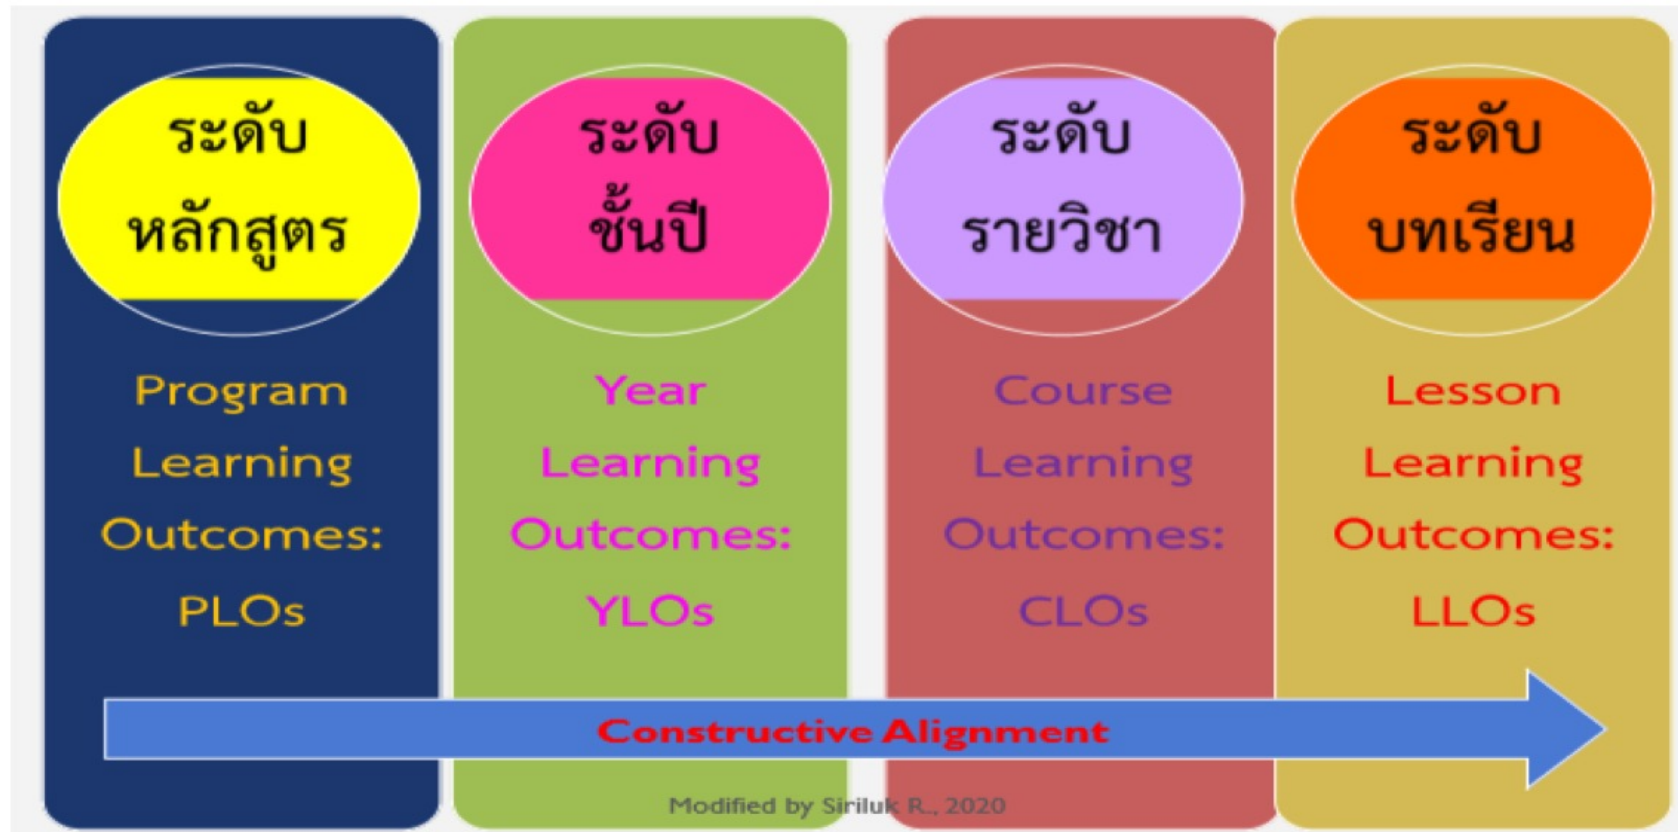 ระดับ
หลักสูตร
Program
Learning
Outcomes:
PLOs
ระดับ
ชั้นปี
Year
Learning
Outcomes:
YLOs
ระดับ
รายวิชา
Course
Learning
Outcomes:
CLOs
ระดับ
บทเรียน
Lesson
Learning
Outcomes:
LLOs
Constructive Alignment
Modified by Siriluk R., 2020